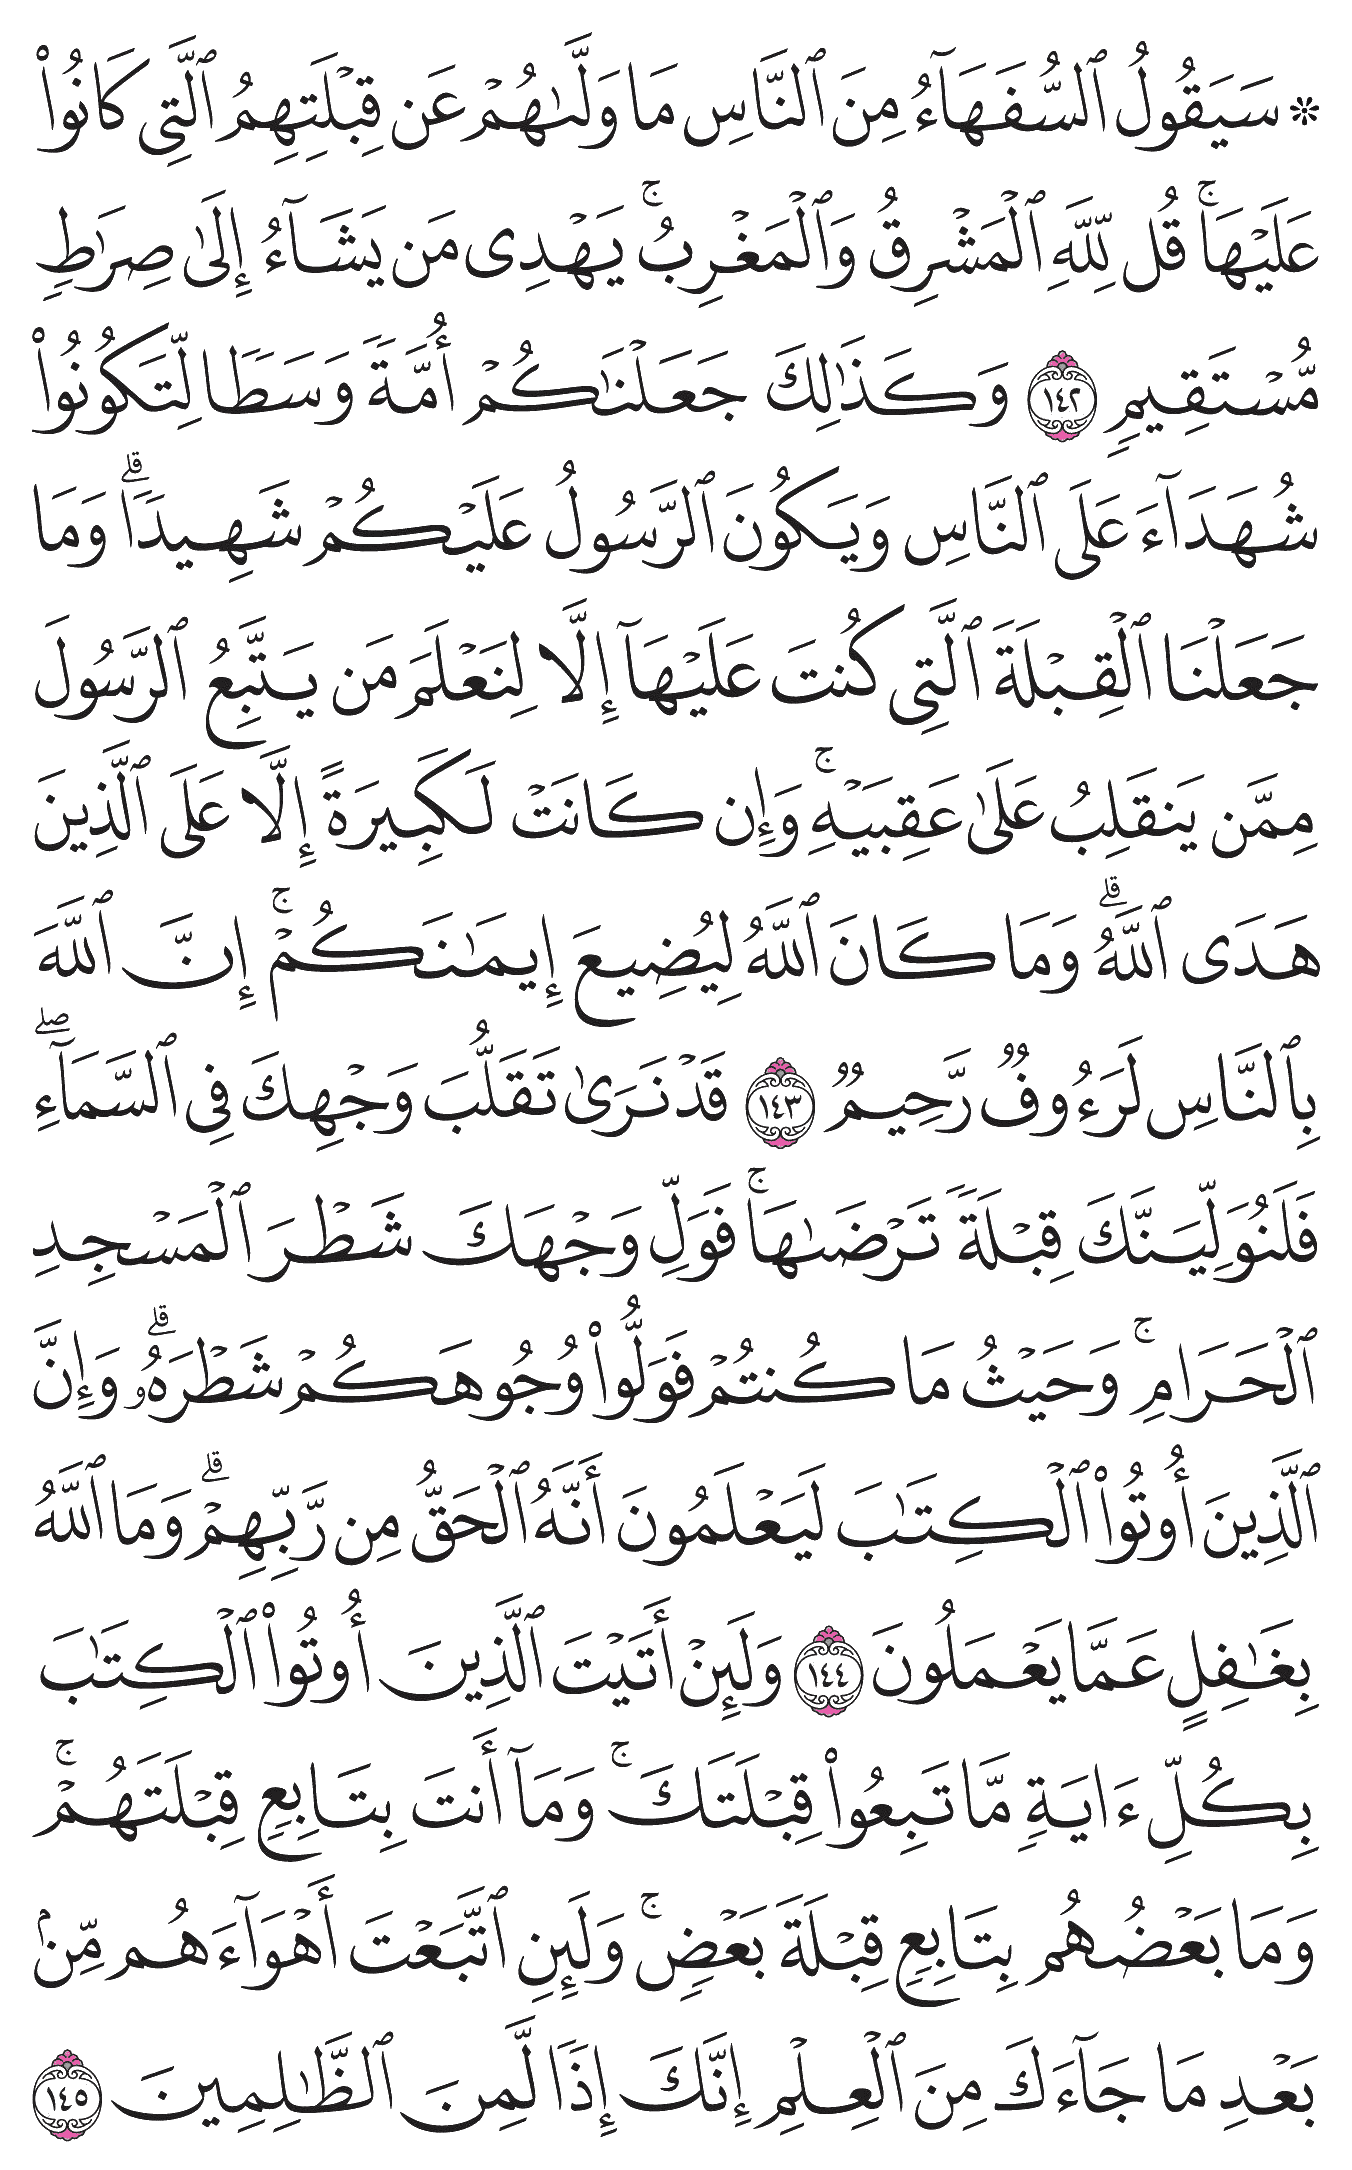 ۞ سَيَقُولُ ٱلسُّفَهَآءُ مِنَ ٱلنَّاسِ مَا وَلَّىٰهُمْ عَن قِبْلَتِهِمُ ٱلَّتِى كَانُوا۟
عَلَيْهَا ۚ قُل لِّلَّهِ ٱلْمَشْرِقُ وَٱلْمَغْرِبُ ۚ يَهْدِى مَن يَشَآءُ إِلَىٰ صِرَٰطٍ
مُّسْتَقِيمٍ ١٤٢ وَكَذَٰلِكَ جَعَلْنَٰكُمْ أُمَّةً وَسَطًا لِّتَكُونُوا۟
شُهَدَآءَ عَلَى ٱلنَّاسِ وَيَكُونَ ٱلرَّسُولُ عَلَيْكُمْ شَهِيدًا ۗ وَمَا
جَعَلْنَا ٱلْقِبْلَةَ ٱلَّتِى كُنتَ عَلَيْهَآ إِلَّا لِنَعْلَمَ مَن يَتَّبِعُ ٱلرَّسُولَ
مِمَّن يَنقَلِبُ عَلَىٰ عَقِبَيْهِ ۚ وَإِن كَانَتْ لَكَبِيرَةً إِلَّا عَلَى ٱلَّذِينَ
هَدَى ٱللَّهُ ۗ وَمَا كَانَ ٱللَّهُ لِيُضِيعَ إِيمَٰنَكُمْ ۚ إِنَّ ٱللَّهَ
بِٱلنَّاسِ لَرَءُوفٌ رَّحِيمٌ ١٤٣ قَدْ نَرَىٰ تَقَلُّبَ وَجْهِكَ فِى ٱلسَّمَآءِ ۖ
فَلَنُوَلِّيَنَّكَ قِبْلَةً تَرْضَىٰهَا ۚ فَوَلِّ وَجْهَكَ شَطْرَ ٱلْمَسْجِدِ
ٱلْحَرَامِ ۚ وَحَيْثُ مَا كُنتُمْ فَوَلُّوا۟ وُجُوهَكُمْ شَطْرَهُۥ ۗ وَإِنَّ
ٱلَّذِينَ أُوتُوا۟ ٱلْكِتَٰبَ لَيَعْلَمُونَ أَنَّهُ ٱلْحَقُّ مِن رَّبِّهِمْ ۗ وَمَا ٱللَّهُ
بِغَٰفِلٍ عَمَّا يَعْمَلُونَ ١٤٤ وَلَئِنْ أَتَيْتَ ٱلَّذِينَ أُوتُوا۟ ٱلْكِتَٰبَ
بِكُلِّ ءَايَةٍ مَّا تَبِعُوا۟ قِبْلَتَكَ ۚ وَمَآ أَنتَ بِتَابِعٍ قِبْلَتَهُمْ ۚ
وَمَا بَعْضُهُم بِتَابِعٍ قِبْلَةَ بَعْضٍ ۚ وَلَئِنِ ٱتَّبَعْتَ أَهْوَآءَهُم مِّنۢ
بَعْدِ مَا جَآءَكَ مِنَ ٱلْعِلْمِ إِنَّكَ إِذًا لَّمِنَ ٱلظَّٰلِمِينَ ١٤٥